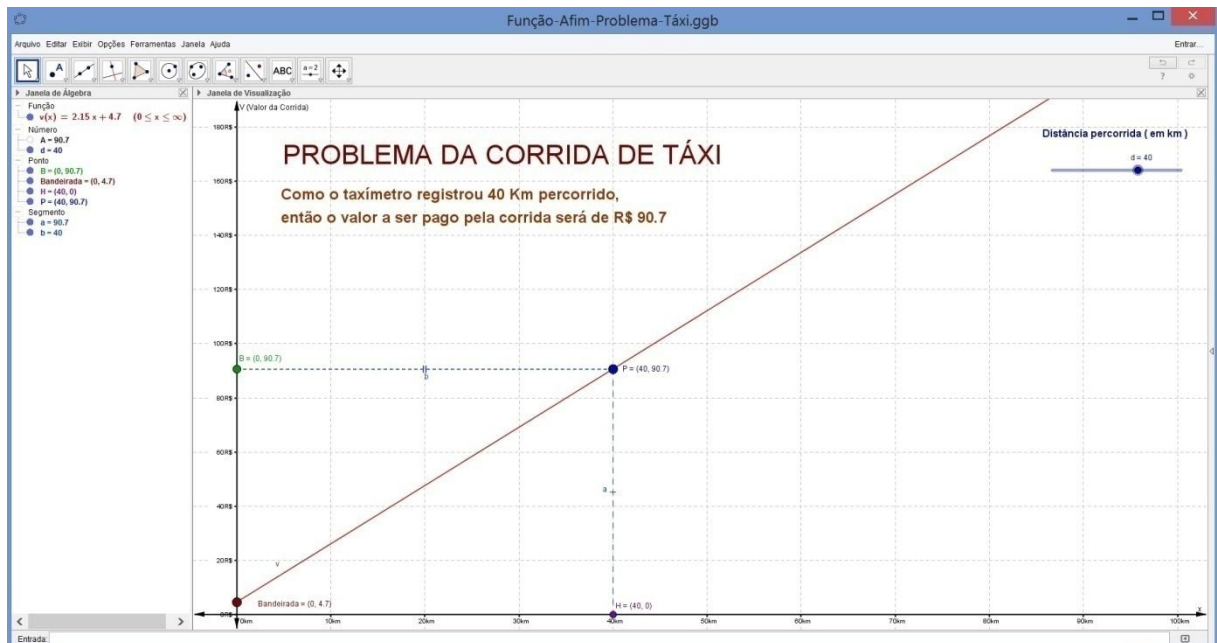 Função-Afim-Problema-Táxi.ggb
Arquivo Editar Exibir Opções Ferramentas Janela Ajuda
Entrar...
ABC
a=2
?
Janela de Álgebra
Função
v(x) = 2.15 x + 4.7 (0 ≤ x ≤ ∞)
Número
A = 90.7
d = 40
Ponto
B = (0, 90.7)
Bandeirada = (0, 4.7)
H = (40, 0)
P = (40, 90.7)
Segmento
a = 90.7
b = 40
Janela de Visualização
V (Valor da Corrida)
180R$
PROBLEMA DA CORRIDA DE TÁXI
Distância percorrida ( em km )
d = 40
160R$
Como o taxímetro registrou 40 Km percorrido,
então o valor a ser pago pela corrida será de R$ 90.7
140R$
120R$
100R$
B = (0, 90.7)
b
P = (40, 90.7)
80R$
60R$
a
40R$
20R$
v
Bandeirada = (0, 4.7)
H = (40, 0)
0R$
x
0km 10km 20km 30km 40km 50km 60km 70km 80km 90km 100km
Entrada: